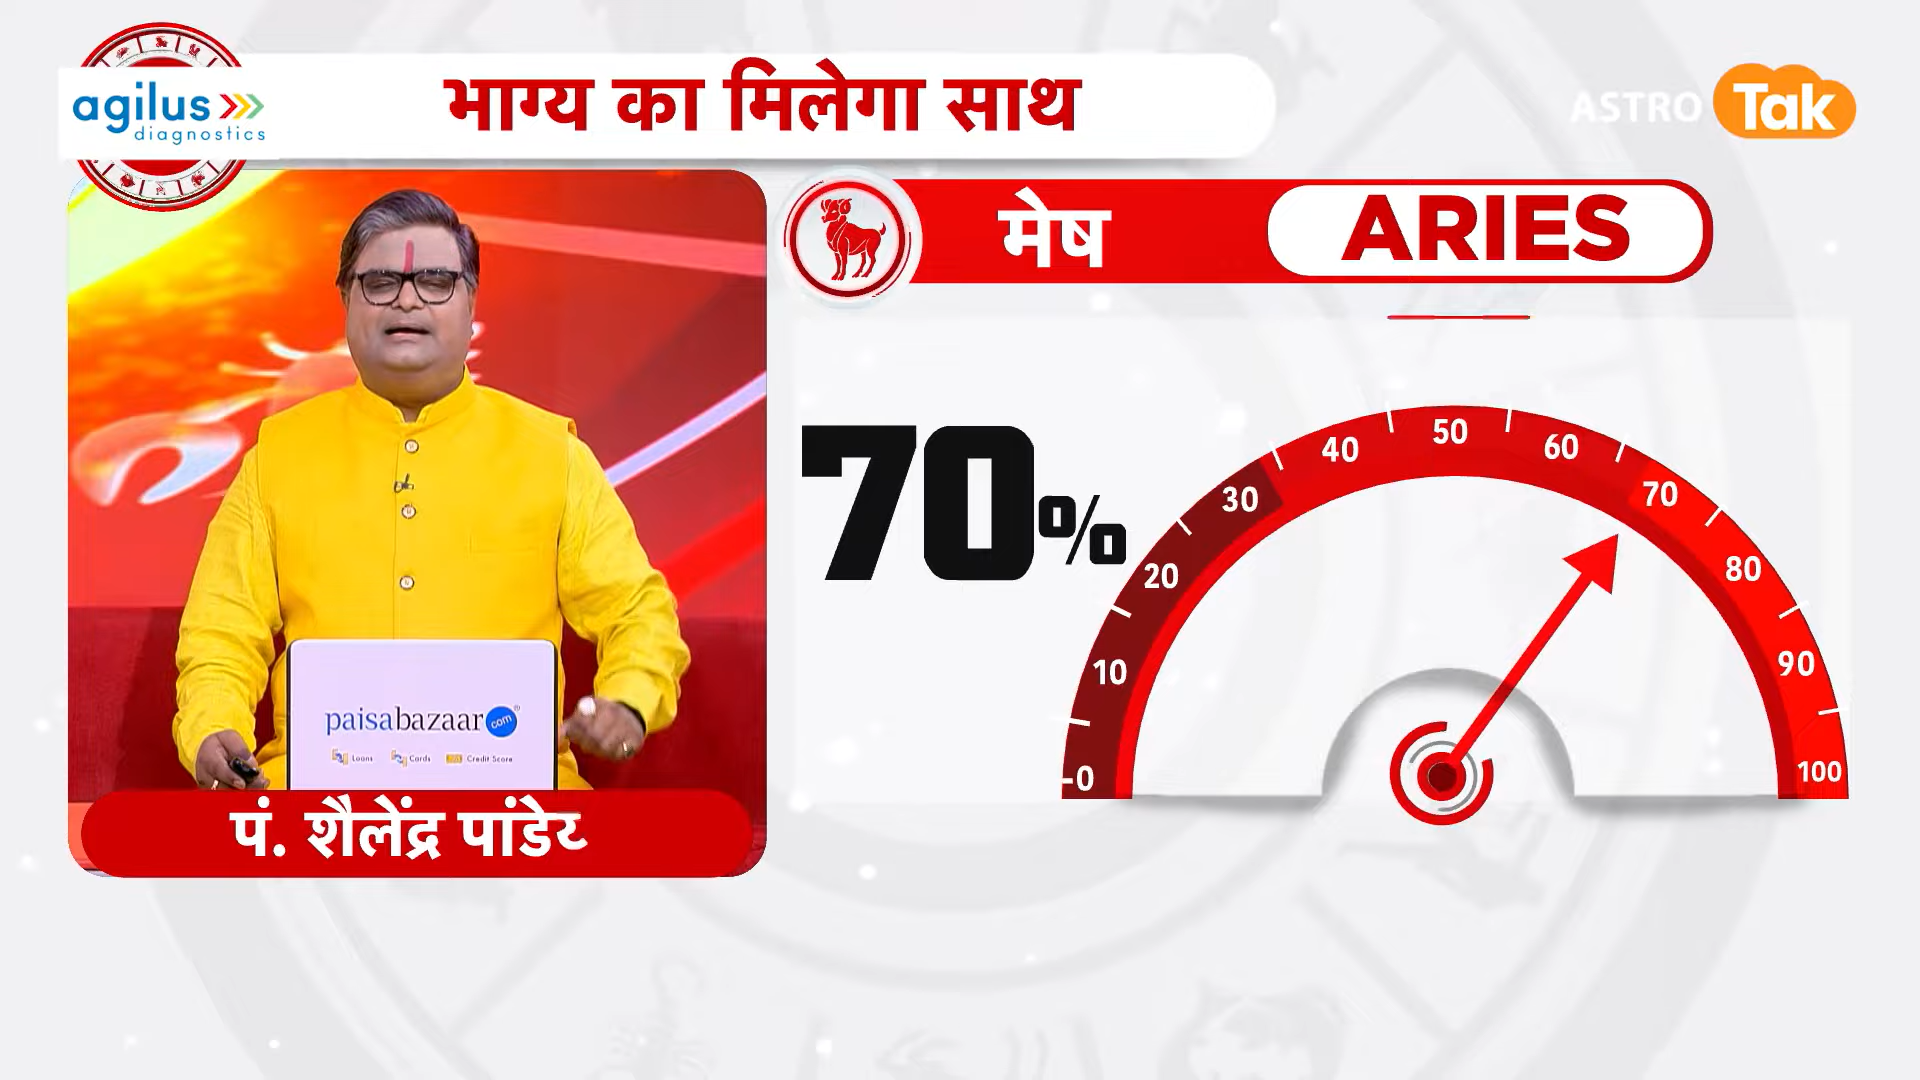 agilus
diagnostics
भाग्य का मिलेगा साथ
ASTRO Tak
मेष
ARIES
70%
0
10
20
30
40
50
60
70
80
90
100
paisabazaar.com
Loans Cards Credit Score
पं. शैलेंद्र पांडे